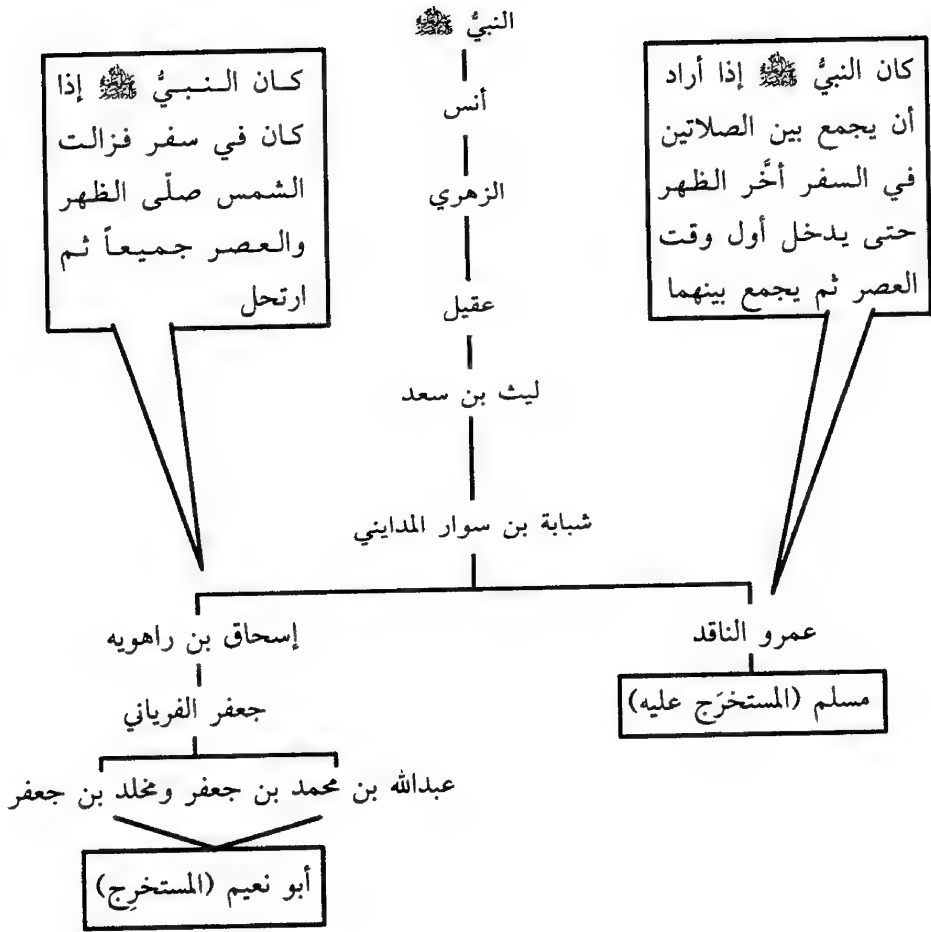 النبيُّ ﷺ
كان النبيُّ ﷺ إذا أراد
أن يجمع بين الصلاتين
في السفر أخَّر الظهر
حتى يدخل أول وقت
العصر ثم يجمع بينهما
كان النبيُّ ﷺ إذا
كان في سفر فزالت
الشمس صلّى الظهر
والعصر جميعاً ثم
ارتحل
أنس
الزهري
عقيل
ليث بن سعد
شبابة بن سوار المدايني
عمرو الناقد
مسلم (المستخرَج عليه)
إسحاق بن راهويه
جعفر الفرياني
عبدالله بن محمد بن جعفر ومخلد بن جعفر
أبو نعيم (المستخرِج)